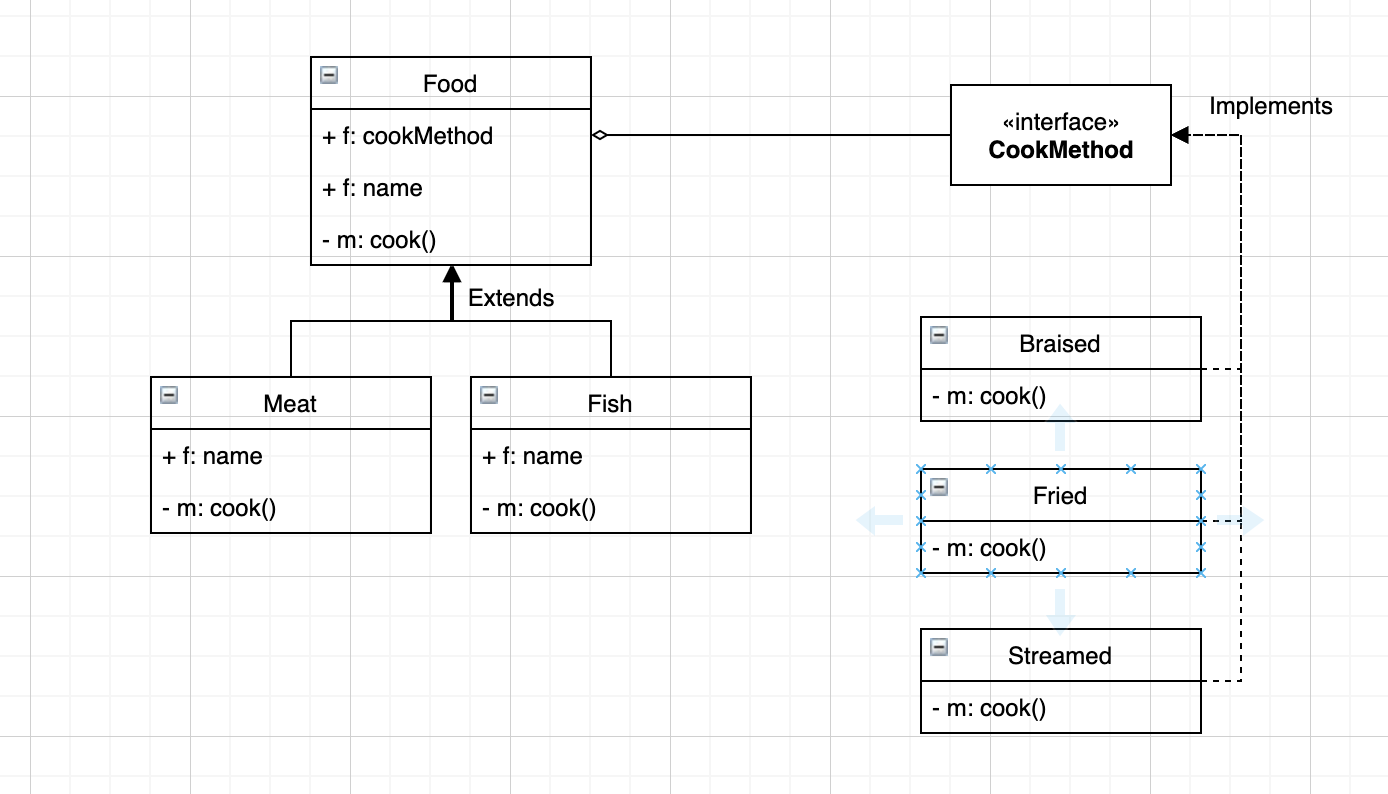 Food
+ f: cookMethod
+ f: name
- m: cook()
«interface»
CookMethod
Implements
Extends
Meat
+ f: name
- m: cook()
Fish
+ f: name
- m: cook()
Braised
- m: cook()
Fried
- m: cook()
Streamed
- m: cook()